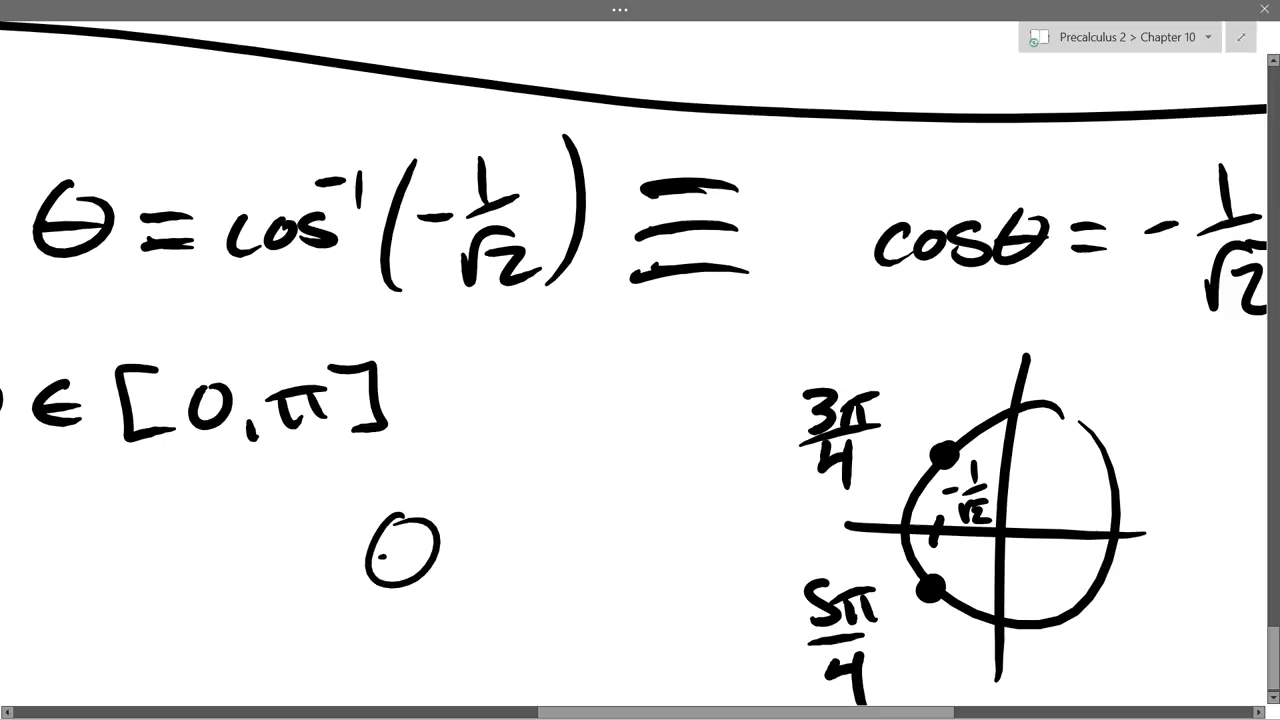 Precalculus 2 > Chapter 10
θ = cos⁻¹(-1/√2) ≡ cosθ = -1/√2
∈ [0, π]
3π/4
-1/√2
5π/4